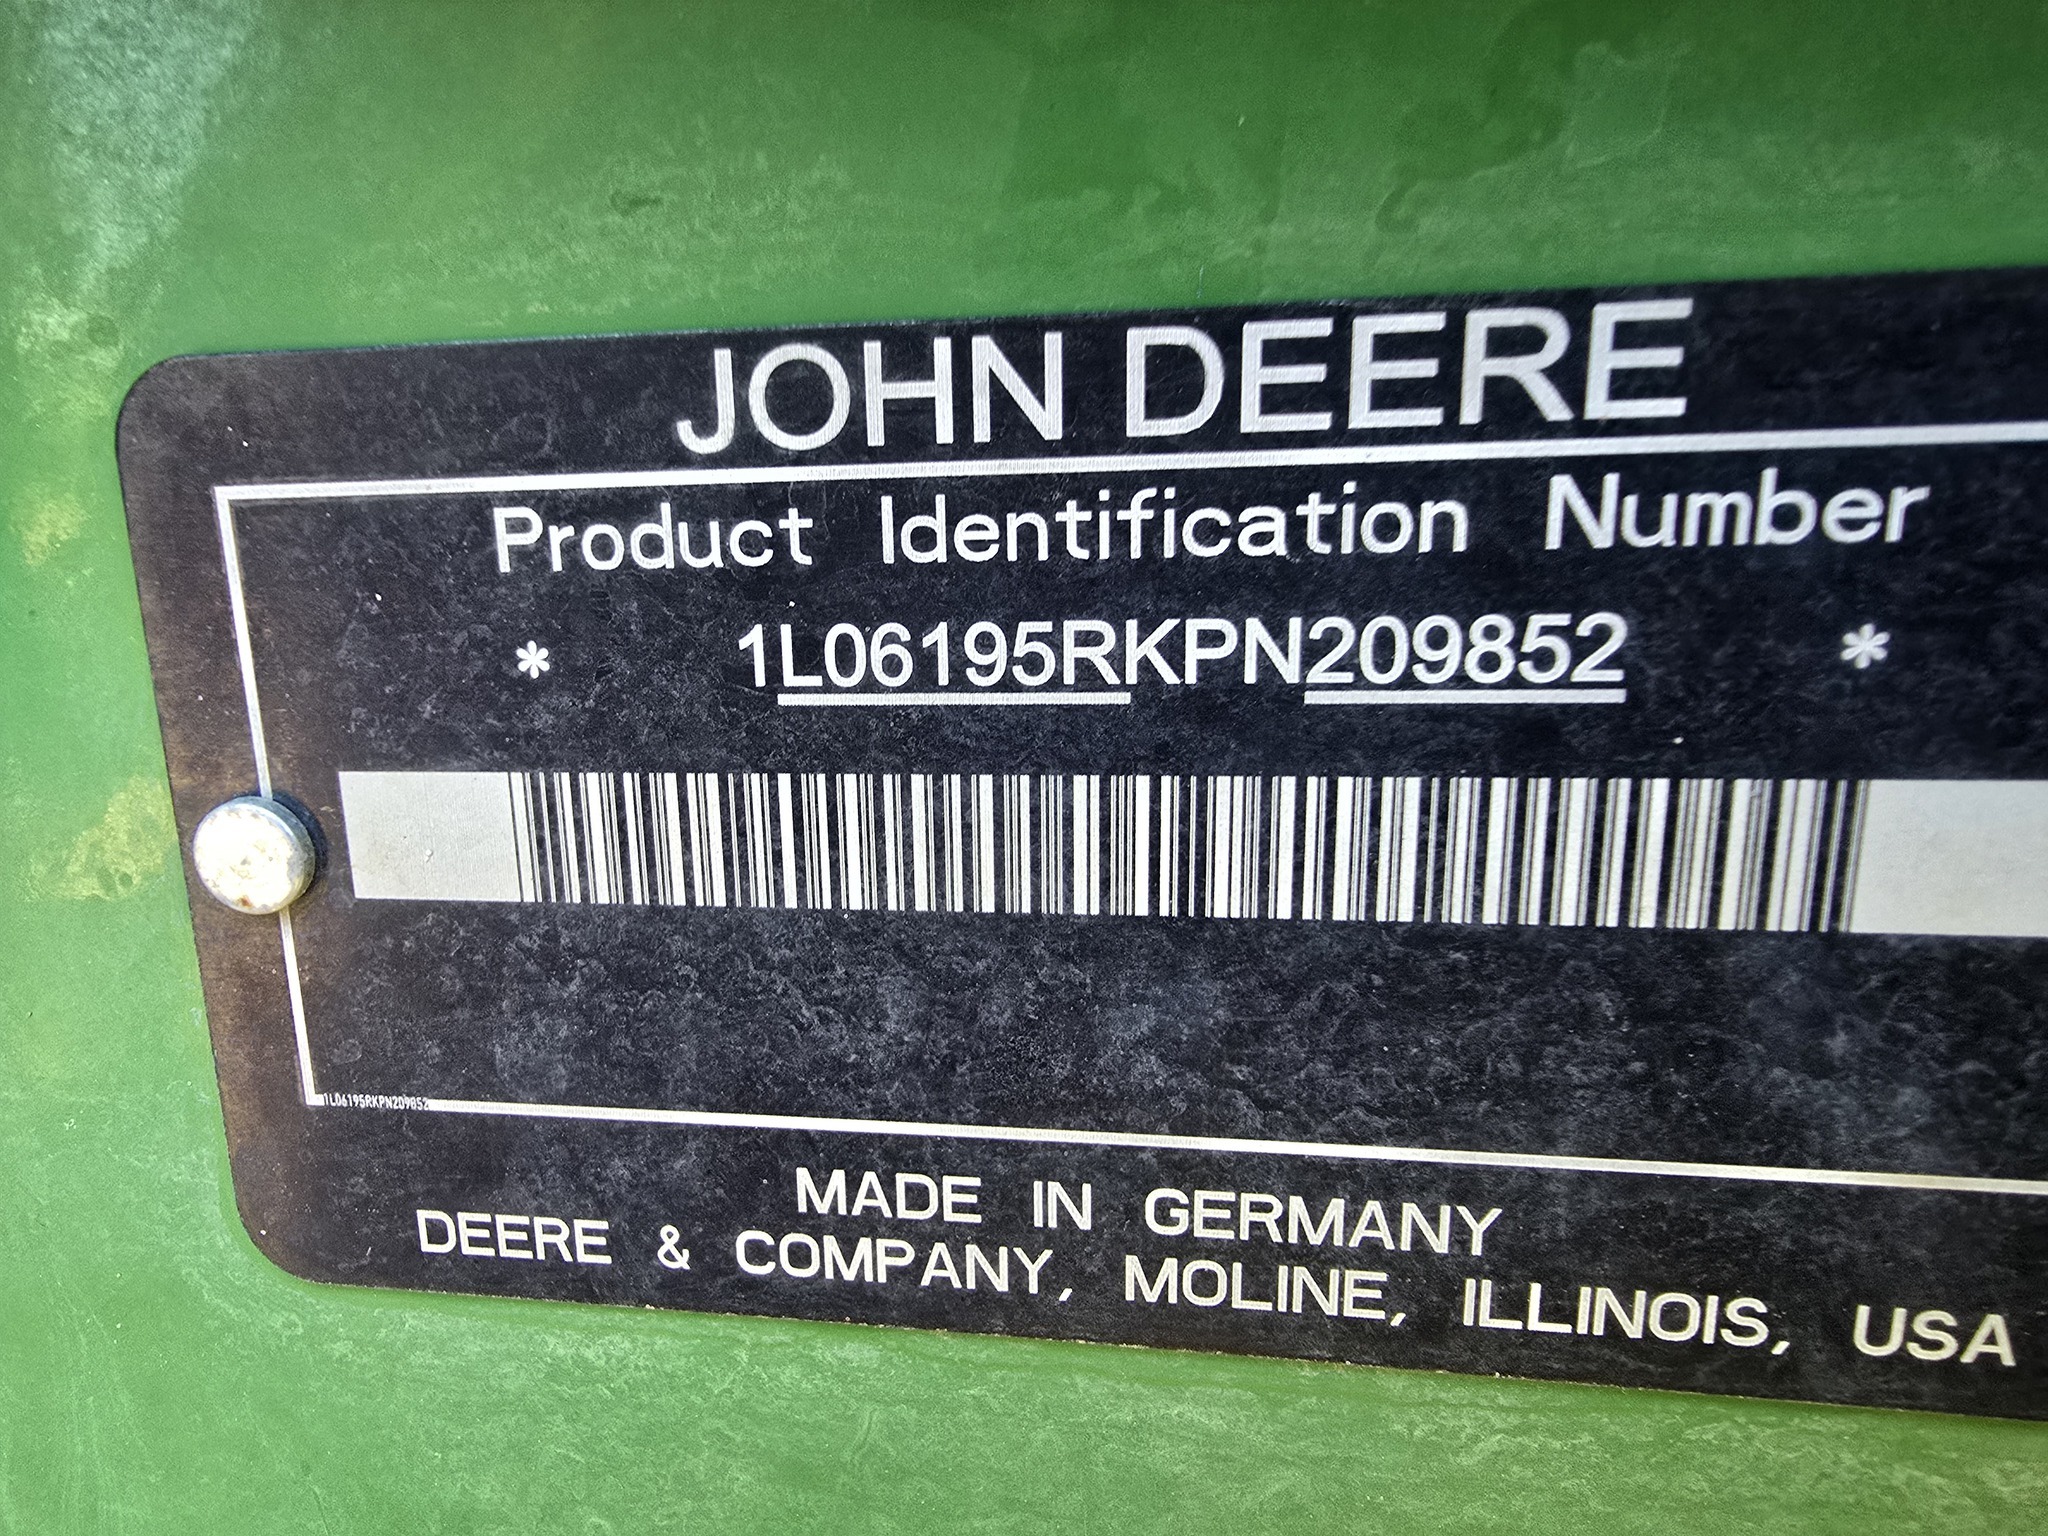 JOHN DEERE
Product Identification Number
* 1L06195RKPN209852 *
1L06195RKPN209852
MADE IN GERMANY
DEERE & COMPANY, MOLINE, ILLINOIS, USA